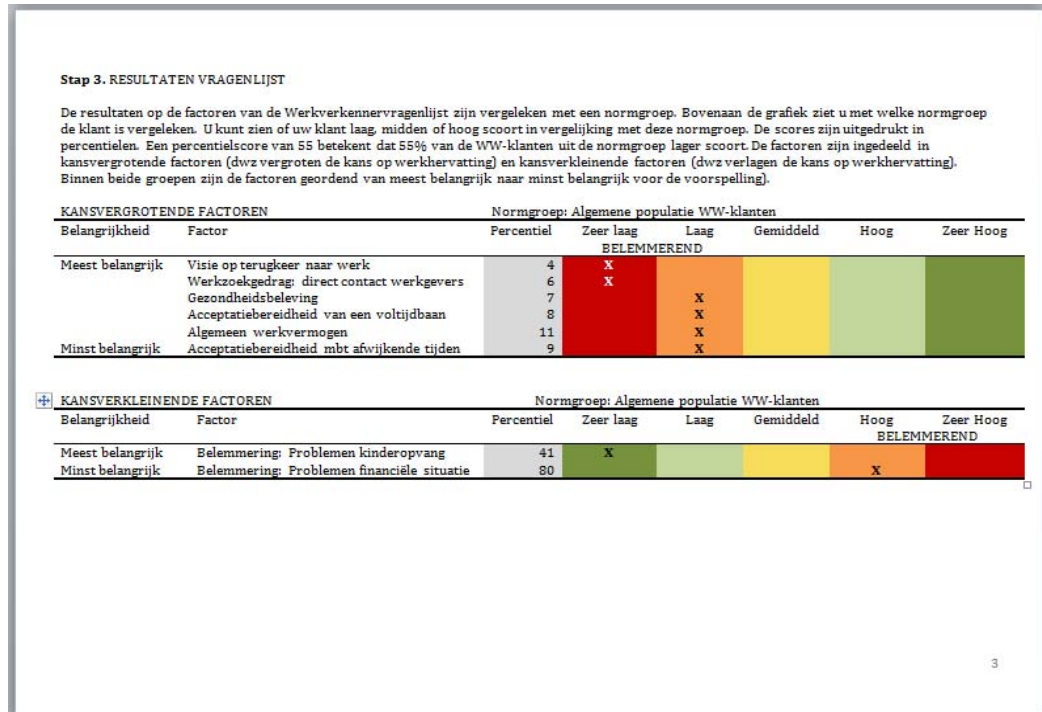 Stap 3. RESULTATEN VRAGENLIJST
De resultaten op de factoren van de Werkverkennervragenlijst zijn vergeleken met een normgroep. Bovenaan de grafiek ziet u met welke normgroep
de klant is vergeleken. U kunt zien of uw klant laag, midden of hoog scoort in vergelijking met deze normgroep. De scores zijn uitgedrukt in
percentielen. Een percentielscore van 55 betekent dat 55% van de WW-klanten uit de normgroep lager scoort. De factoren zijn ingedeeld in
kansvergrotende factoren (dwz vergroten de kans op werkhervatting) en kansverkleinende factoren (dwz verlagen de kans op werkhervatting).
Binnen beide groepen zijn de factoren geordend van meest belangrijk naar minst belangrijk voor de voorspelling).
KANSVERGROTENDE FACTOREN Normgroep: Algemene populatie WW-klanten
Belangrijkheid Factor Percentiel Zeer laag Laag Gemiddeld Hoog Zeer Hoog
BELEMMEREND
Meest belangrijk Visie op terugkeer naar werk 4 X
Werkzoekgedrag: direct contact werkgevers 6 X
Gezondheidsbeleving 7 X
Acceptatiebereidheid van een voltijdbaan 8 X
Algemeen werkvermogen 11 X
Minst belangrijk Acceptatiebereidheid mbt afwijkende tijden 9 X
KANSVERKLEINENDE FACTOREN Normgroep: Algemene populatie WW-klanten
Belangrijkheid Factor Percentiel Zeer laag Laag Gemiddeld Hoog Zeer Hoog
BELEMMEREND
Meest belangrijk Belemmering: Problemen kinderopvang 41 X
Minst belangrijk Belemmering: Problemen financiële situatie 80 X
3